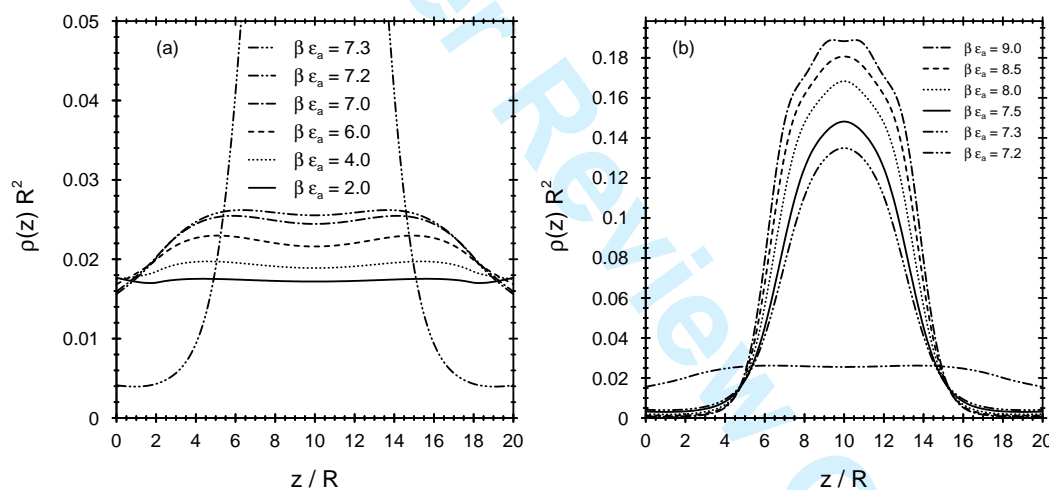 (a)
β εa = 7.3
β εa = 7.2
β εa = 7.0
β εa = 6.0
β εa = 4.0
β εa = 2.0
0.05
0.04
0.03
0.02
0.01
0
ρ(z) R²
0 2 4 6 8 10 12 14 16 18 20
z / R
(b)
β εa = 9.0
β εa = 8.5
β εa = 8.0
β εa = 7.5
β εa = 7.3
β εa = 7.2
0.18
0.16
0.14
0.12
0.1
0.08
0.06
0.04
0.02
0
ρ(z) R²
0 2 4 6 8 10 12 14 16 18 20
z / R
er Review